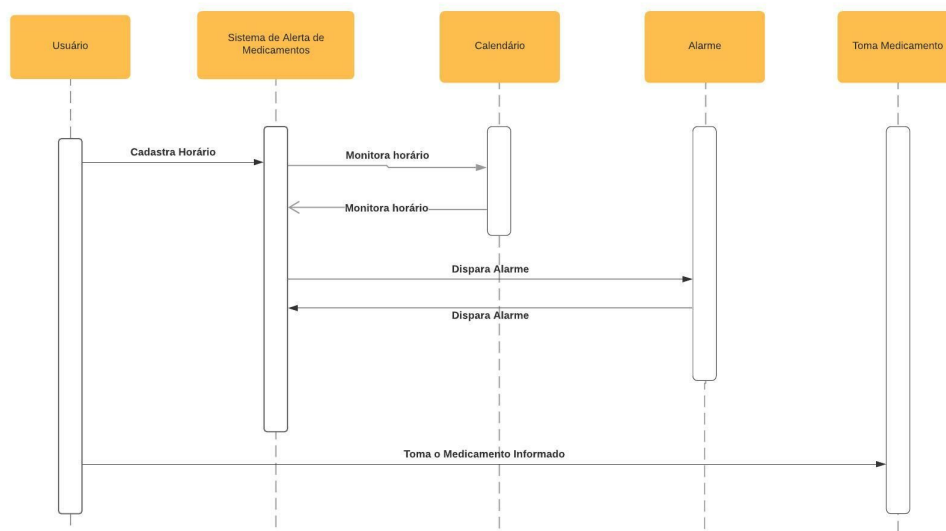 Usuário
Sistema de Alerta de
Medicamentos
Calendário
Alarme
Toma Medicamento
Cadastra Horário
Monitora horário
Monitora horário
Dispara Alarme
Dispara Alarme
Toma o Medicamento Informado